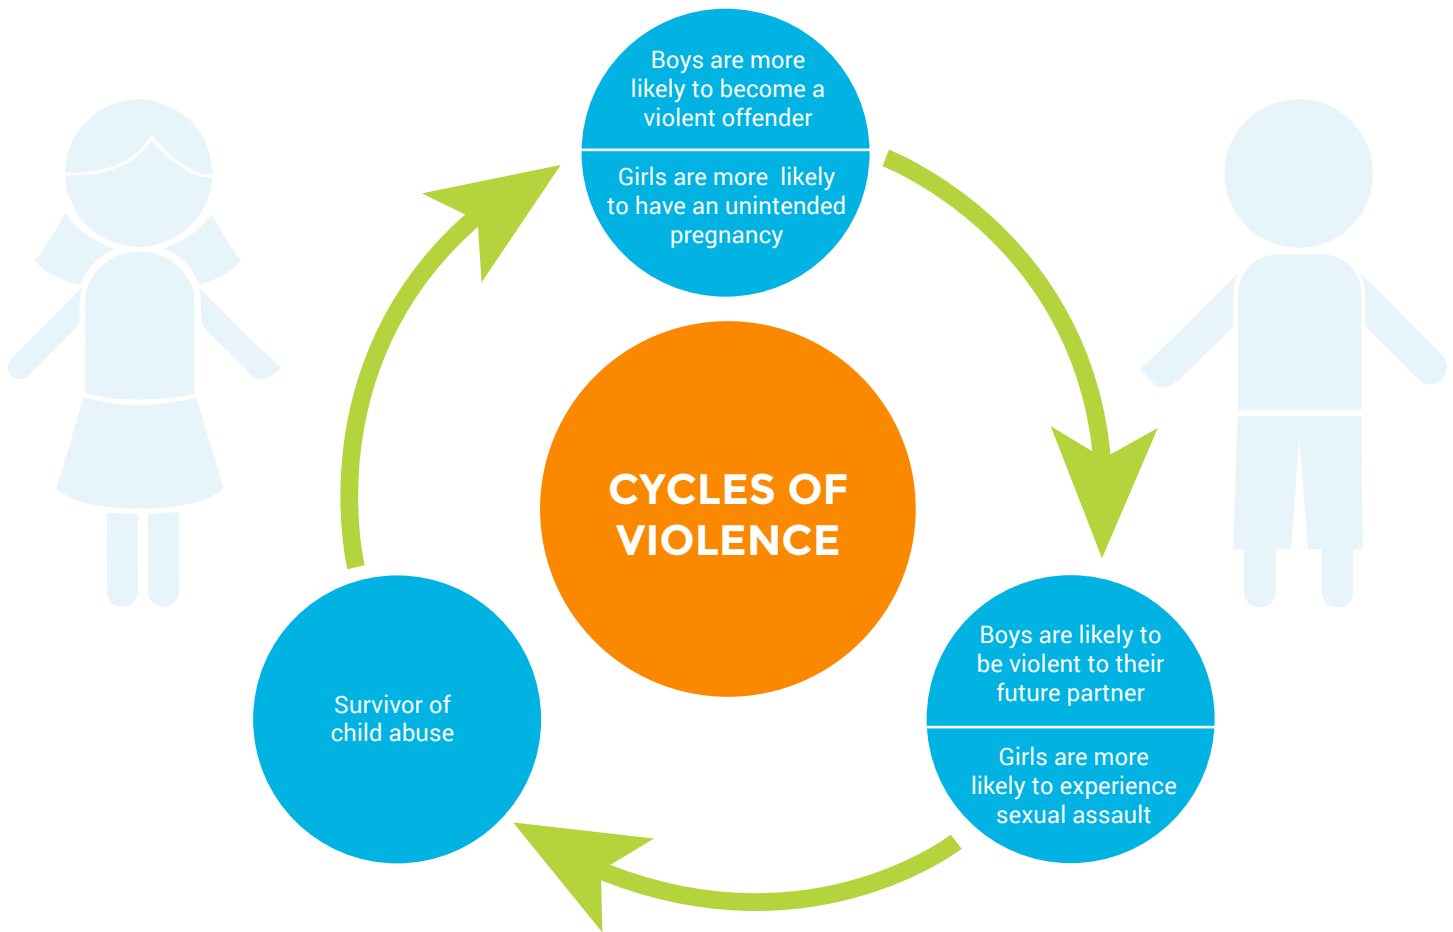 Boys are more
likely to become a
violent offender
Girls are more likely
to have an unintended
pregnancy
CYCLES OF
VIOLENCE
Boys are likely to
be violent to their
future partner
Girls are more
likely to experience
sexual assault
Survivor of
child abuse